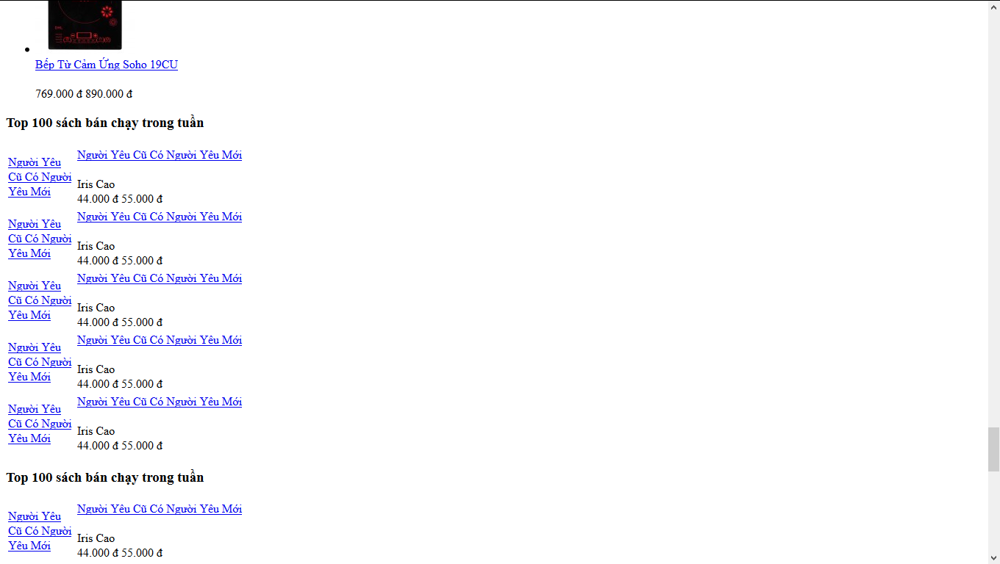 Bếp Từ Cảm Ứng Soho 19CU
769.000 đ 890.000 đ
Top 100 sách bán chạy trong tuần
Người Yêu
Cũ Có Người
Yêu Mới
Người Yêu Cũ Có Người Yêu Mới
Iris Cao
44.000 đ 55.000 đ
Người Yêu
Cũ Có Người
Yêu Mới
Người Yêu Cũ Có Người Yêu Mới
Iris Cao
44.000 đ 55.000 đ
Người Yêu
Cũ Có Người
Yêu Mới
Người Yêu Cũ Có Người Yêu Mới
Iris Cao
44.000 đ 55.000 đ
Người Yêu
Cũ Có Người
Yêu Mới
Người Yêu Cũ Có Người Yêu Mới
Iris Cao
44.000 đ 55.000 đ
Người Yêu
Cũ Có Người
Yêu Mới
Người Yêu Cũ Có Người Yêu Mới
Iris Cao
44.000 đ 55.000 đ
Top 100 sách bán chạy trong tuần
Người Yêu
Cũ Có Người
Yêu Mới
Người Yêu Cũ Có Người Yêu Mới
Iris Cao
44.000 đ 55.000 đ